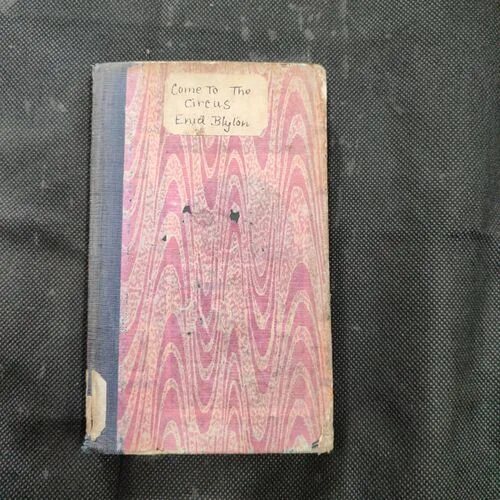 Come To The
Circus
Enid Blyton